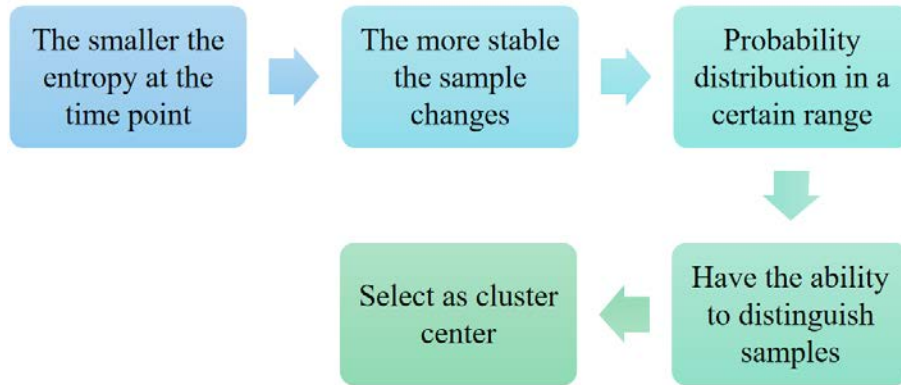 The smaller the
entropy at the
time point
The more stable
the sample
changes
Probability
distribution in a
certain range
Have the ability
to distinguish
samples
Select as cluster
center